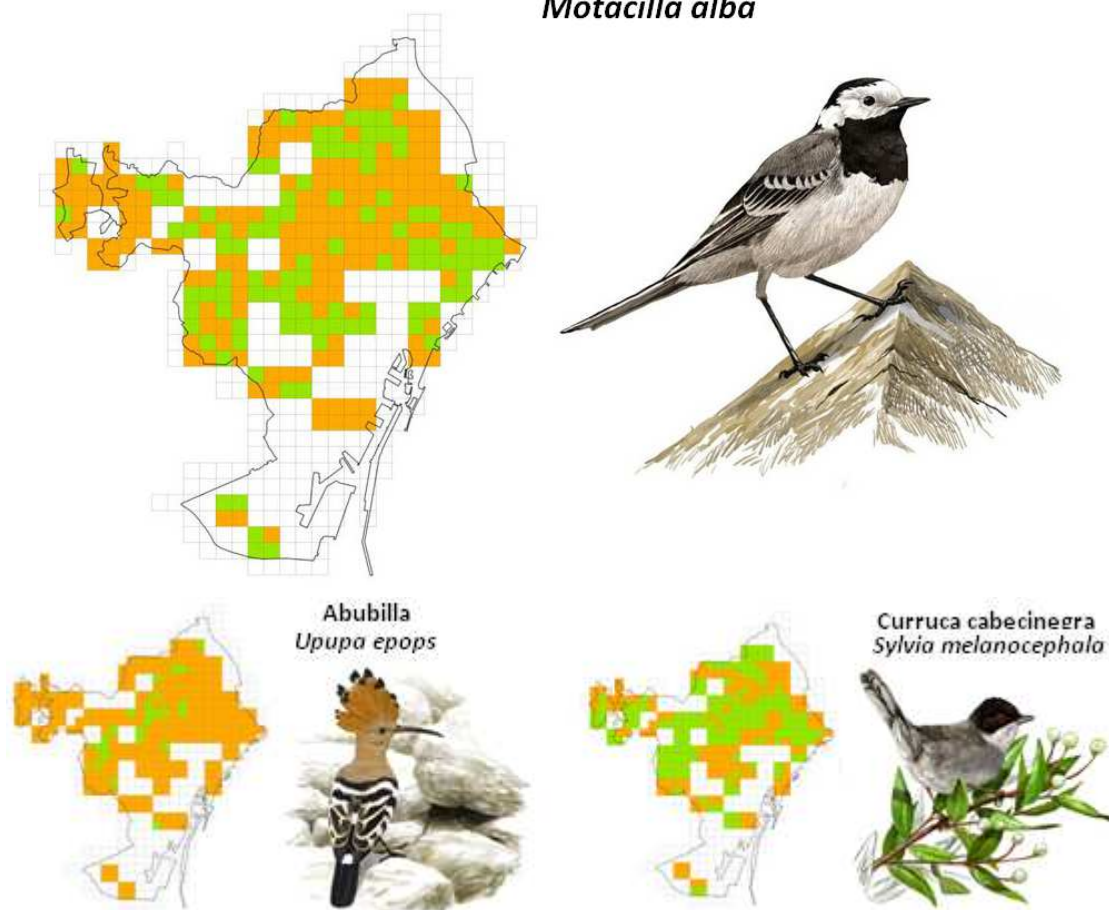 Motacilla alba
Abubilla
Upupa epops
Curruca cabecinegra
Sylvia melanocephala